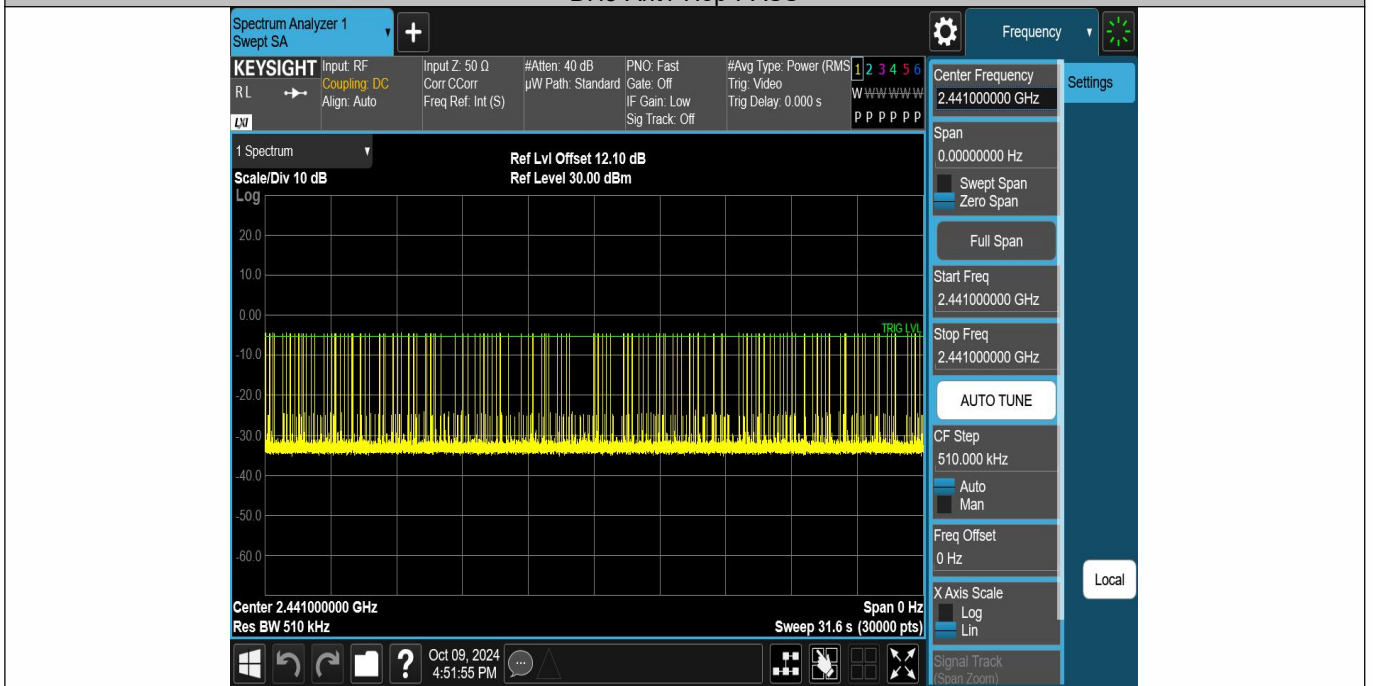 Spectrum Analyzer 1
Swept SA
Frequency
KEYSIGHT
RL
LXI
Input: RF
Coupling: DC
Align: Auto
Input Z: 50 Ω
Corr CCorr
Freq Ref: Int (S)
#Atten: 40 dB
µW Path: Standard
PNO: Fast
Gate: Off
IF Gain: Low
Sig Track: Off
#Avg Type: Power (RMS
Trig: Video
Trig Delay: 0.000 s
1 2 3 4 5 6
W W W W W W
P P P P P P
1 Spectrum
Scale/Div 10 dB
Ref Lvl Offset 12.10 dB
Ref Level 30.00 dBm
Log
20.0
10.0
0.00
TRIG LVL
-10.0
-20.0
-30.0
-40.0
-50.0
-60.0
Center 2.441000000 GHz
Span 0 Hz
Res BW 510 kHz
Sweep 31.6 s (30000 pts)
Center Frequency
2.441000000 GHz
Settings
Span
0.00000000 Hz
Swept Span
Zero Span
Full Span
Start Freq
2.441000000 GHz
Stop Freq
2.441000000 GHz
AUTO TUNE
CF Step
510.000 kHz
Auto
Man
Freq Offset
0 Hz
X Axis Scale
Log
Lin
Signal Track
(Span Zoom)
Local
?
Oct 09, 2024
4:51:55 PM